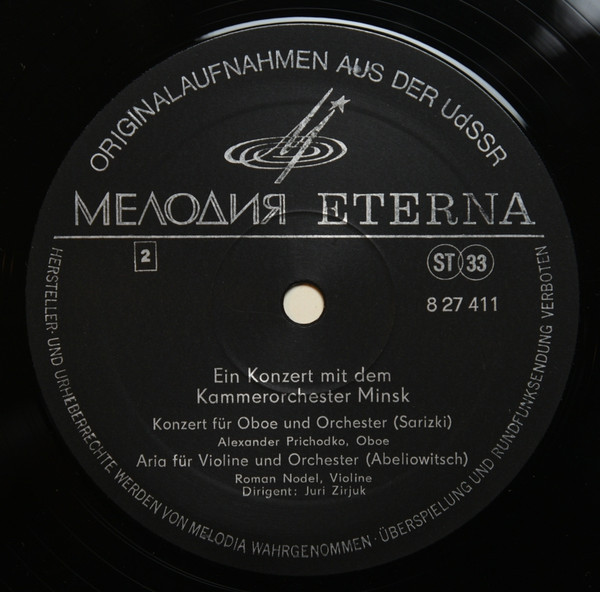 ORIGINALAUFNAHMEN AUS DER UdSSR
МЕЛОДИЯ ETERNA
2 ST 33
8 27 411
Ein Konzert mit dem
Kammerorchester Minsk
Konzert für Oboe und Orchester (Sarizki)
Alexander Prichodko, Oboe
Aria für Violine und Orchester (Abeliowitsch)
Roman Nodel, Violine
Dirigent: Juri Zirjuk
HERSTELLER- UND URHEBERRECHTE WERDEN VON MELODIA WAHRGENOMMEN · ÜBERSPIELUNG UND RUNDFUNKSENDUNG VERBOTEN